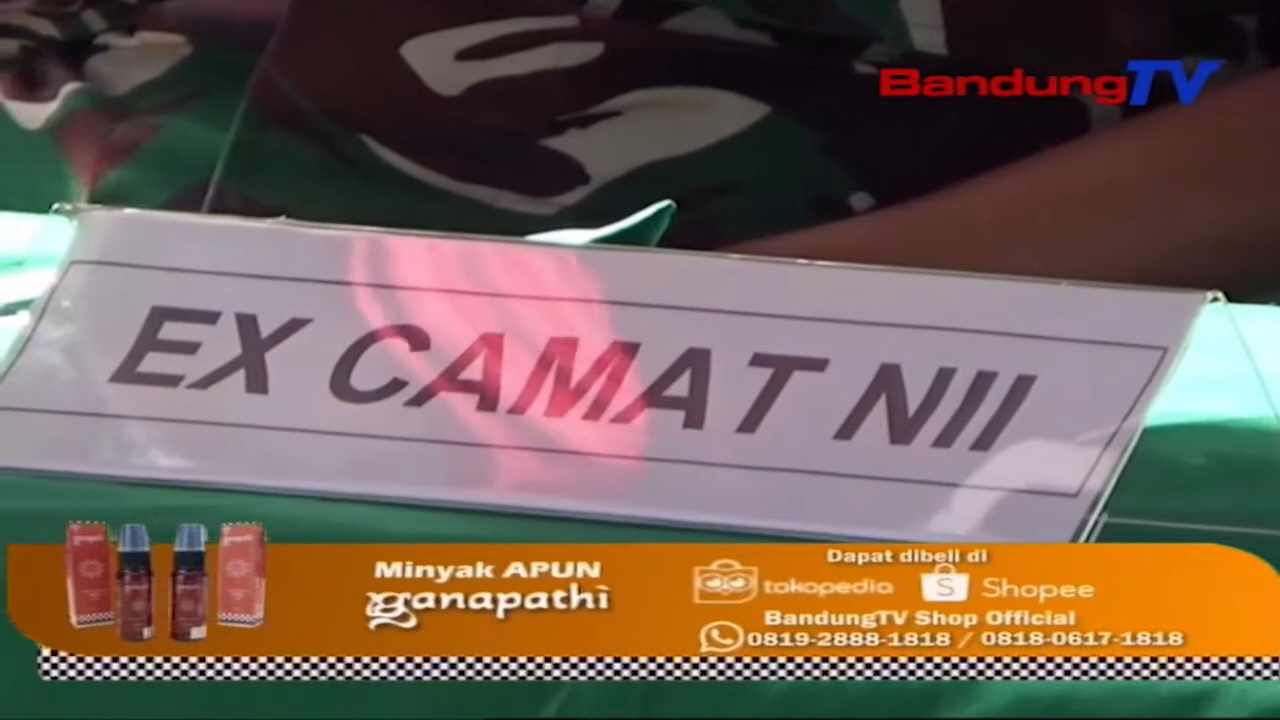 BandungTV
EX CAMAT NII
Minyak APUN
ganapathi
Dapat dibeli di
tokopedia
Shopee
BandungTV Shop Official
0819-2888-1818 / 0818-0617-1818